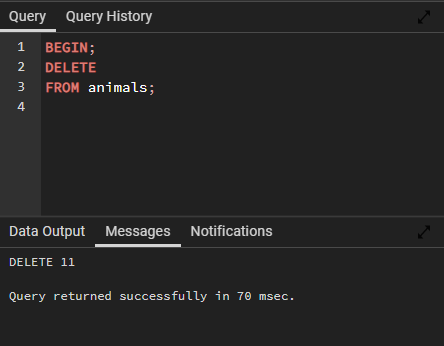 Query Query History
1 BEGIN;
2 DELETE
3 FROM animals;
4
Data Output Messages Notifications
DELETE 11
Query returned successfully in 70 msec.